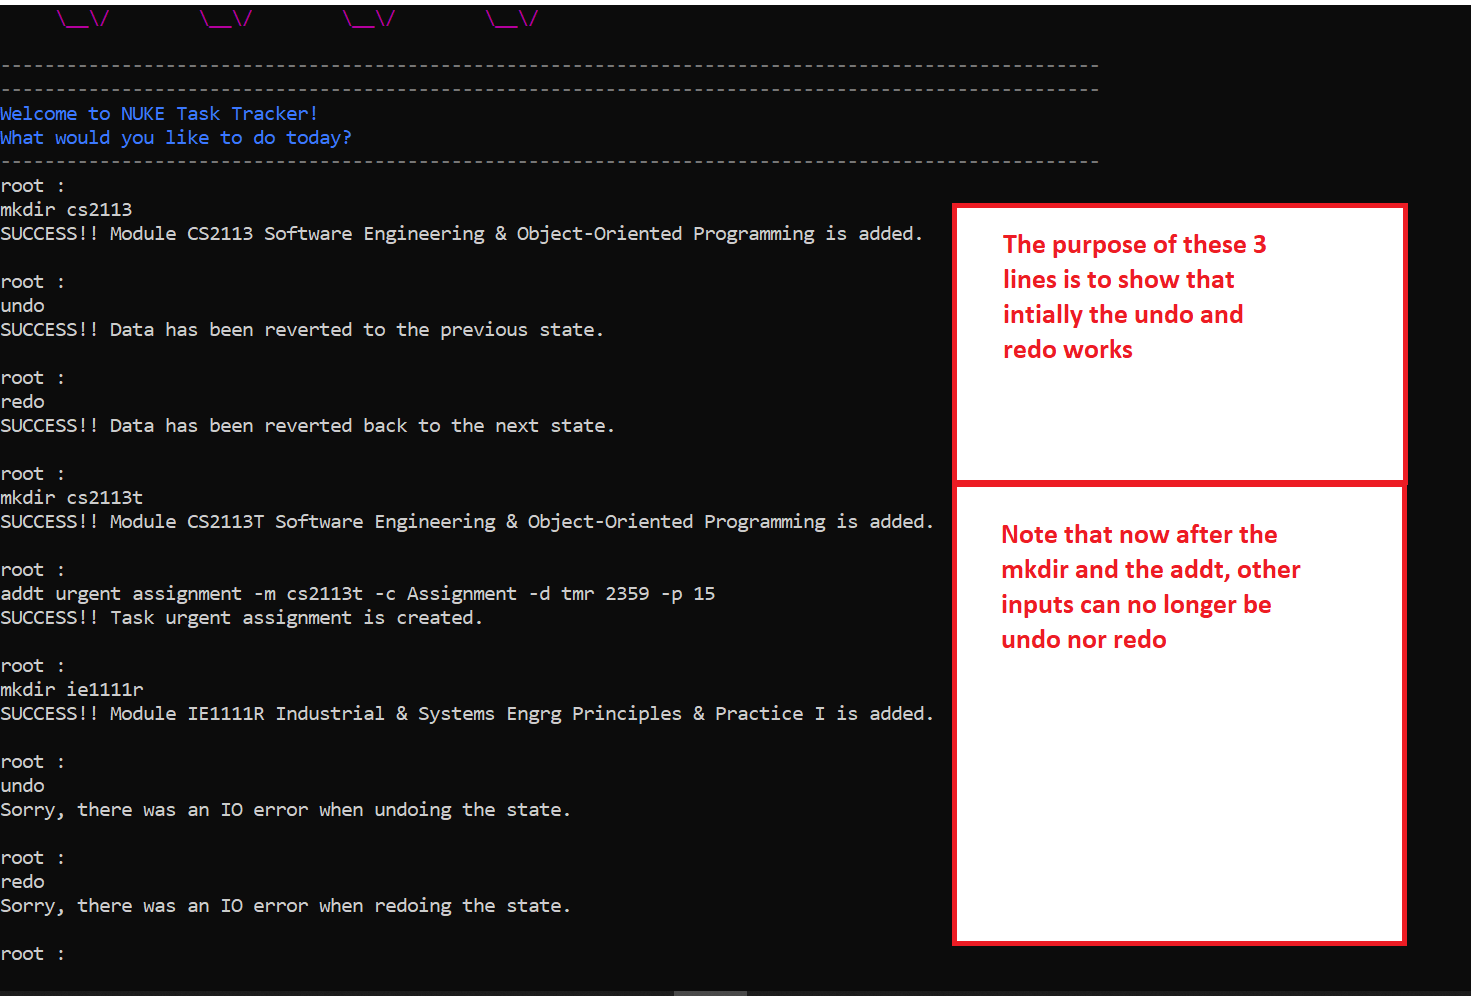 Welcome to NUKE Task Tracker!
What would you like to do today?
root :
mkdir cs2113
SUCCESS!! Module CS2113 Software Engineering & Object-Oriented Programming is added.
root :
undo
SUCCESS!! Data has been reverted to the previous state.
root :
redo
SUCCESS!! Data has been reverted back to the next state.
root :
mkdir cs2113t
SUCCESS!! Module CS2113T Software Engineering & Object-Oriented Programming is added.
root :
addt urgent assignment -m cs2113t -c Assignment -d tmr 2359 -p 15
SUCCESS!! Task urgent assignment is created.
root :
mkdir ie1111r
SUCCESS!! Module IE1111R Industrial & Systems Engrg Principles & Practice I is added.
root :
undo
Sorry, there was an IO error when undoing the state.
root :
redo
Sorry, there was an IO error when redoing the state.
root :
The purpose of these 3
lines is to show that
intially the undo and
redo works
Note that now after the
mkdir and the addt, other
inputs can no longer be
undo nor redo